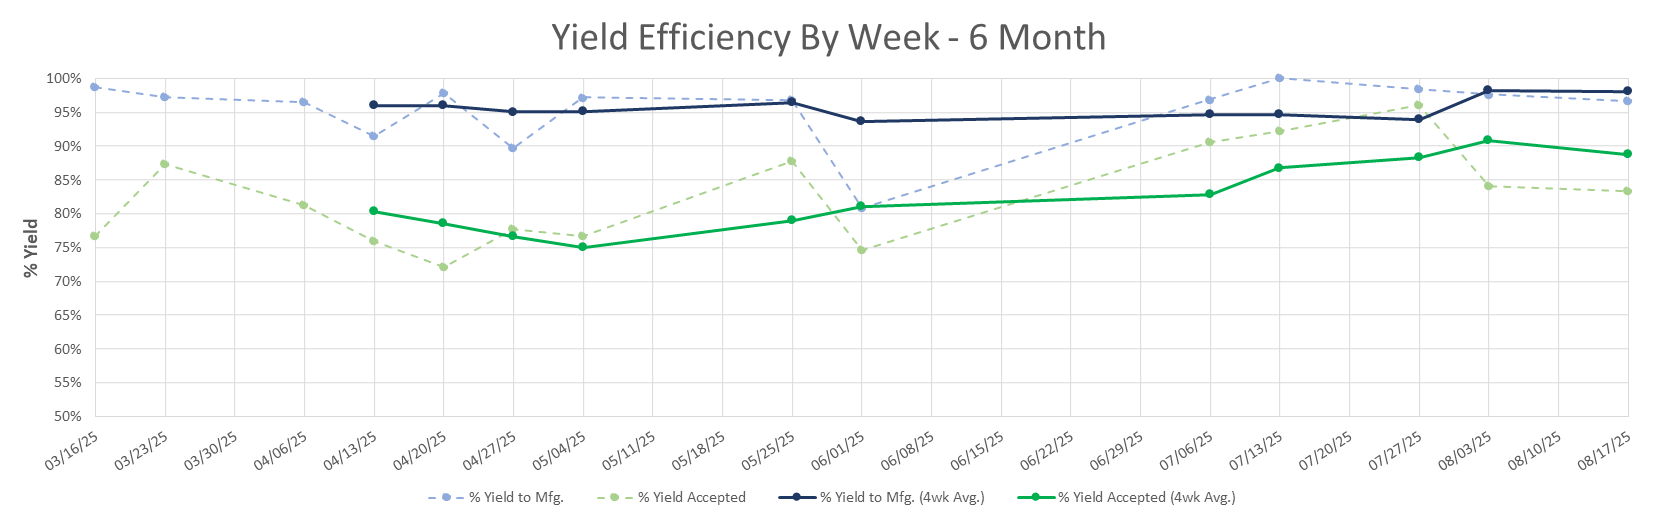 Yield Efficiency By Week - 6 Month
% Yield
100%
95%
90%
85%
80%
75%
70%
65%
60%
55%
50%
03/16/25 03/23/25 03/30/25 04/06/25 04/13/25 04/20/25 04/27/25 05/04/25 05/11/25 05/18/25 05/25/25 06/01/25 06/08/25 06/15/25 06/22/25 06/29/25 07/06/25 07/13/25 07/20/25 07/27/25 08/03/25 08/10/25 08/17/25
% Yield to Mfg. % Yield Accepted % Yield to Mfg. (4wk Avg.) % Yield Accepted (4wk Avg.)